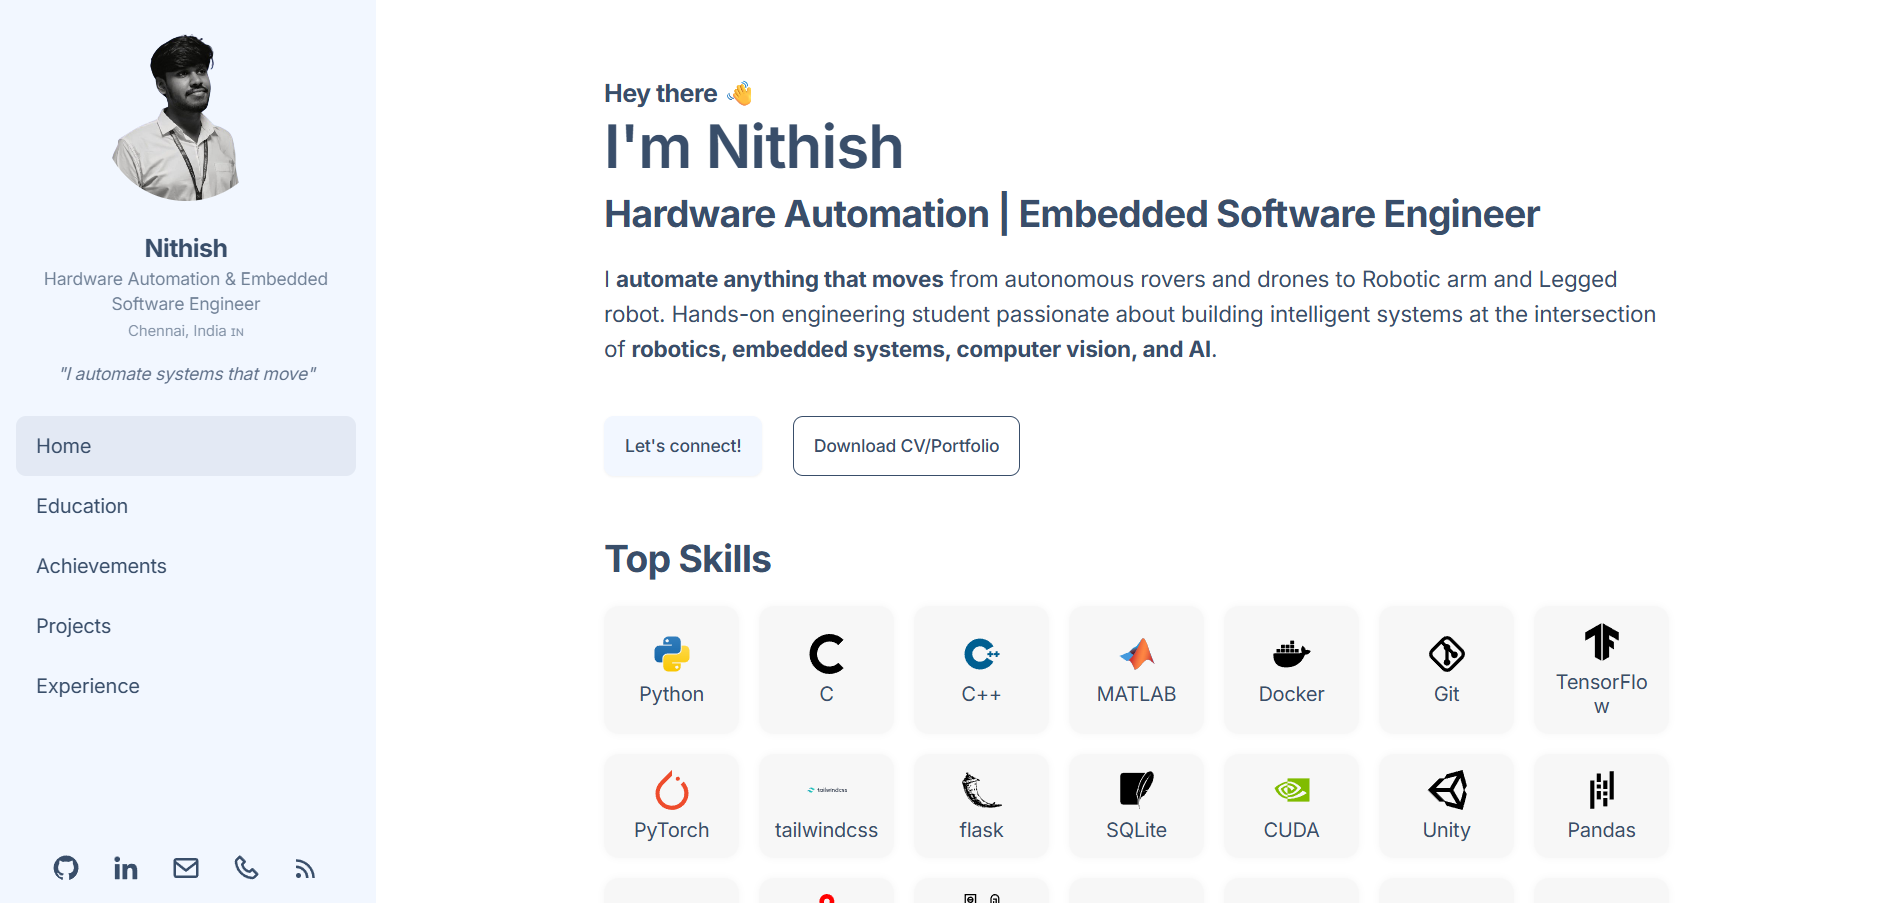 Nithish
Hardware Automation & Embedded
Software Engineer
Chennai, India IN
"I automate systems that move"
Home
Education
Achievements
Projects
Experience
Hey there 👋
I'm Nithish
Hardware Automation | Embedded Software Engineer
I automate anything that moves from autonomous rovers and drones to Robotic arm and Legged
robot. Hands-on engineering student passionate about building intelligent systems at the intersection
of robotics, embedded systems, computer vision, and AI.
Let's connect!
Download CV/Portfolio
Top Skills
Python
C
C++
MATLAB
Docker
Git
TensorFlo
w
PyTorch
tailwindcss
tailwindcss
flask
SQLite
CUDA
Unity
Pandas